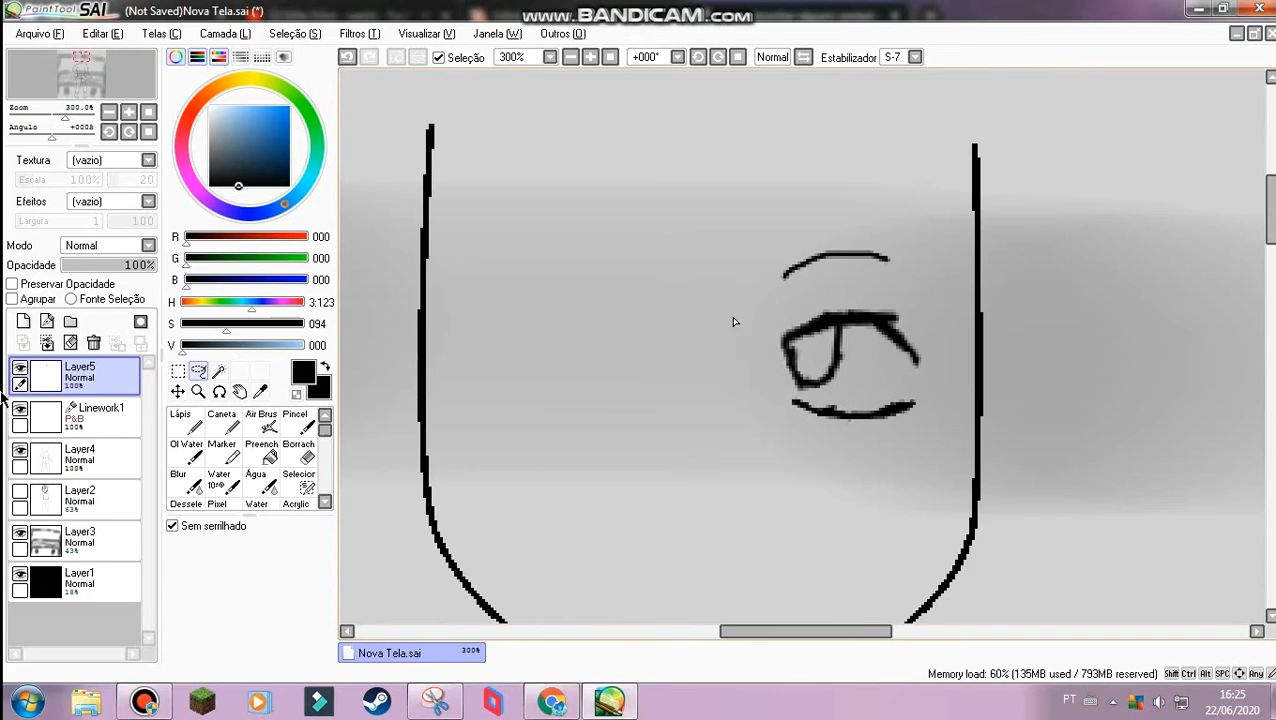 PaintTool SAI (Not Saved)Nova Tela.sai (*)
www.BANDICAM.com
Arquivo (F) Editar (E) Telas (C) Camada (L) Seleção (S) Filtros (T) Visualizar (V) Janela (W) Outros (O)
Seleção 300% +000° Normal Estabilizador S-7
Zoom 300.0%
Angulo +000Â
Textura (vazio)
Escala 100% 20
Efeitos (vazio)
Largura 1 100
Modo Normal
Opacidade 100%
Preservar Opacidade
Agrupar Fonte Seleção
Layer5
Normal
100%
Linework1
P&B
100%
Layer4
Normal
100%
Layer2
Normal
63%
Layer3
Normal
43%
Layer1
Normal
18%
R 000
G 000
B 000
H 3:123
S 094
V 000
Lápis Caneta Air Brus Pincel
Ol Water Marker Preench Borrach
Blur Water Água Selecior
10
Dessele Pixel Water Acrylic
Sem serrilhado
Nova Tela.sai 300%
Memory load: 60% (135MB used / 793MB reserved) Shift Ctrl Alt SPC Any
PT 16:25
22/06/2020